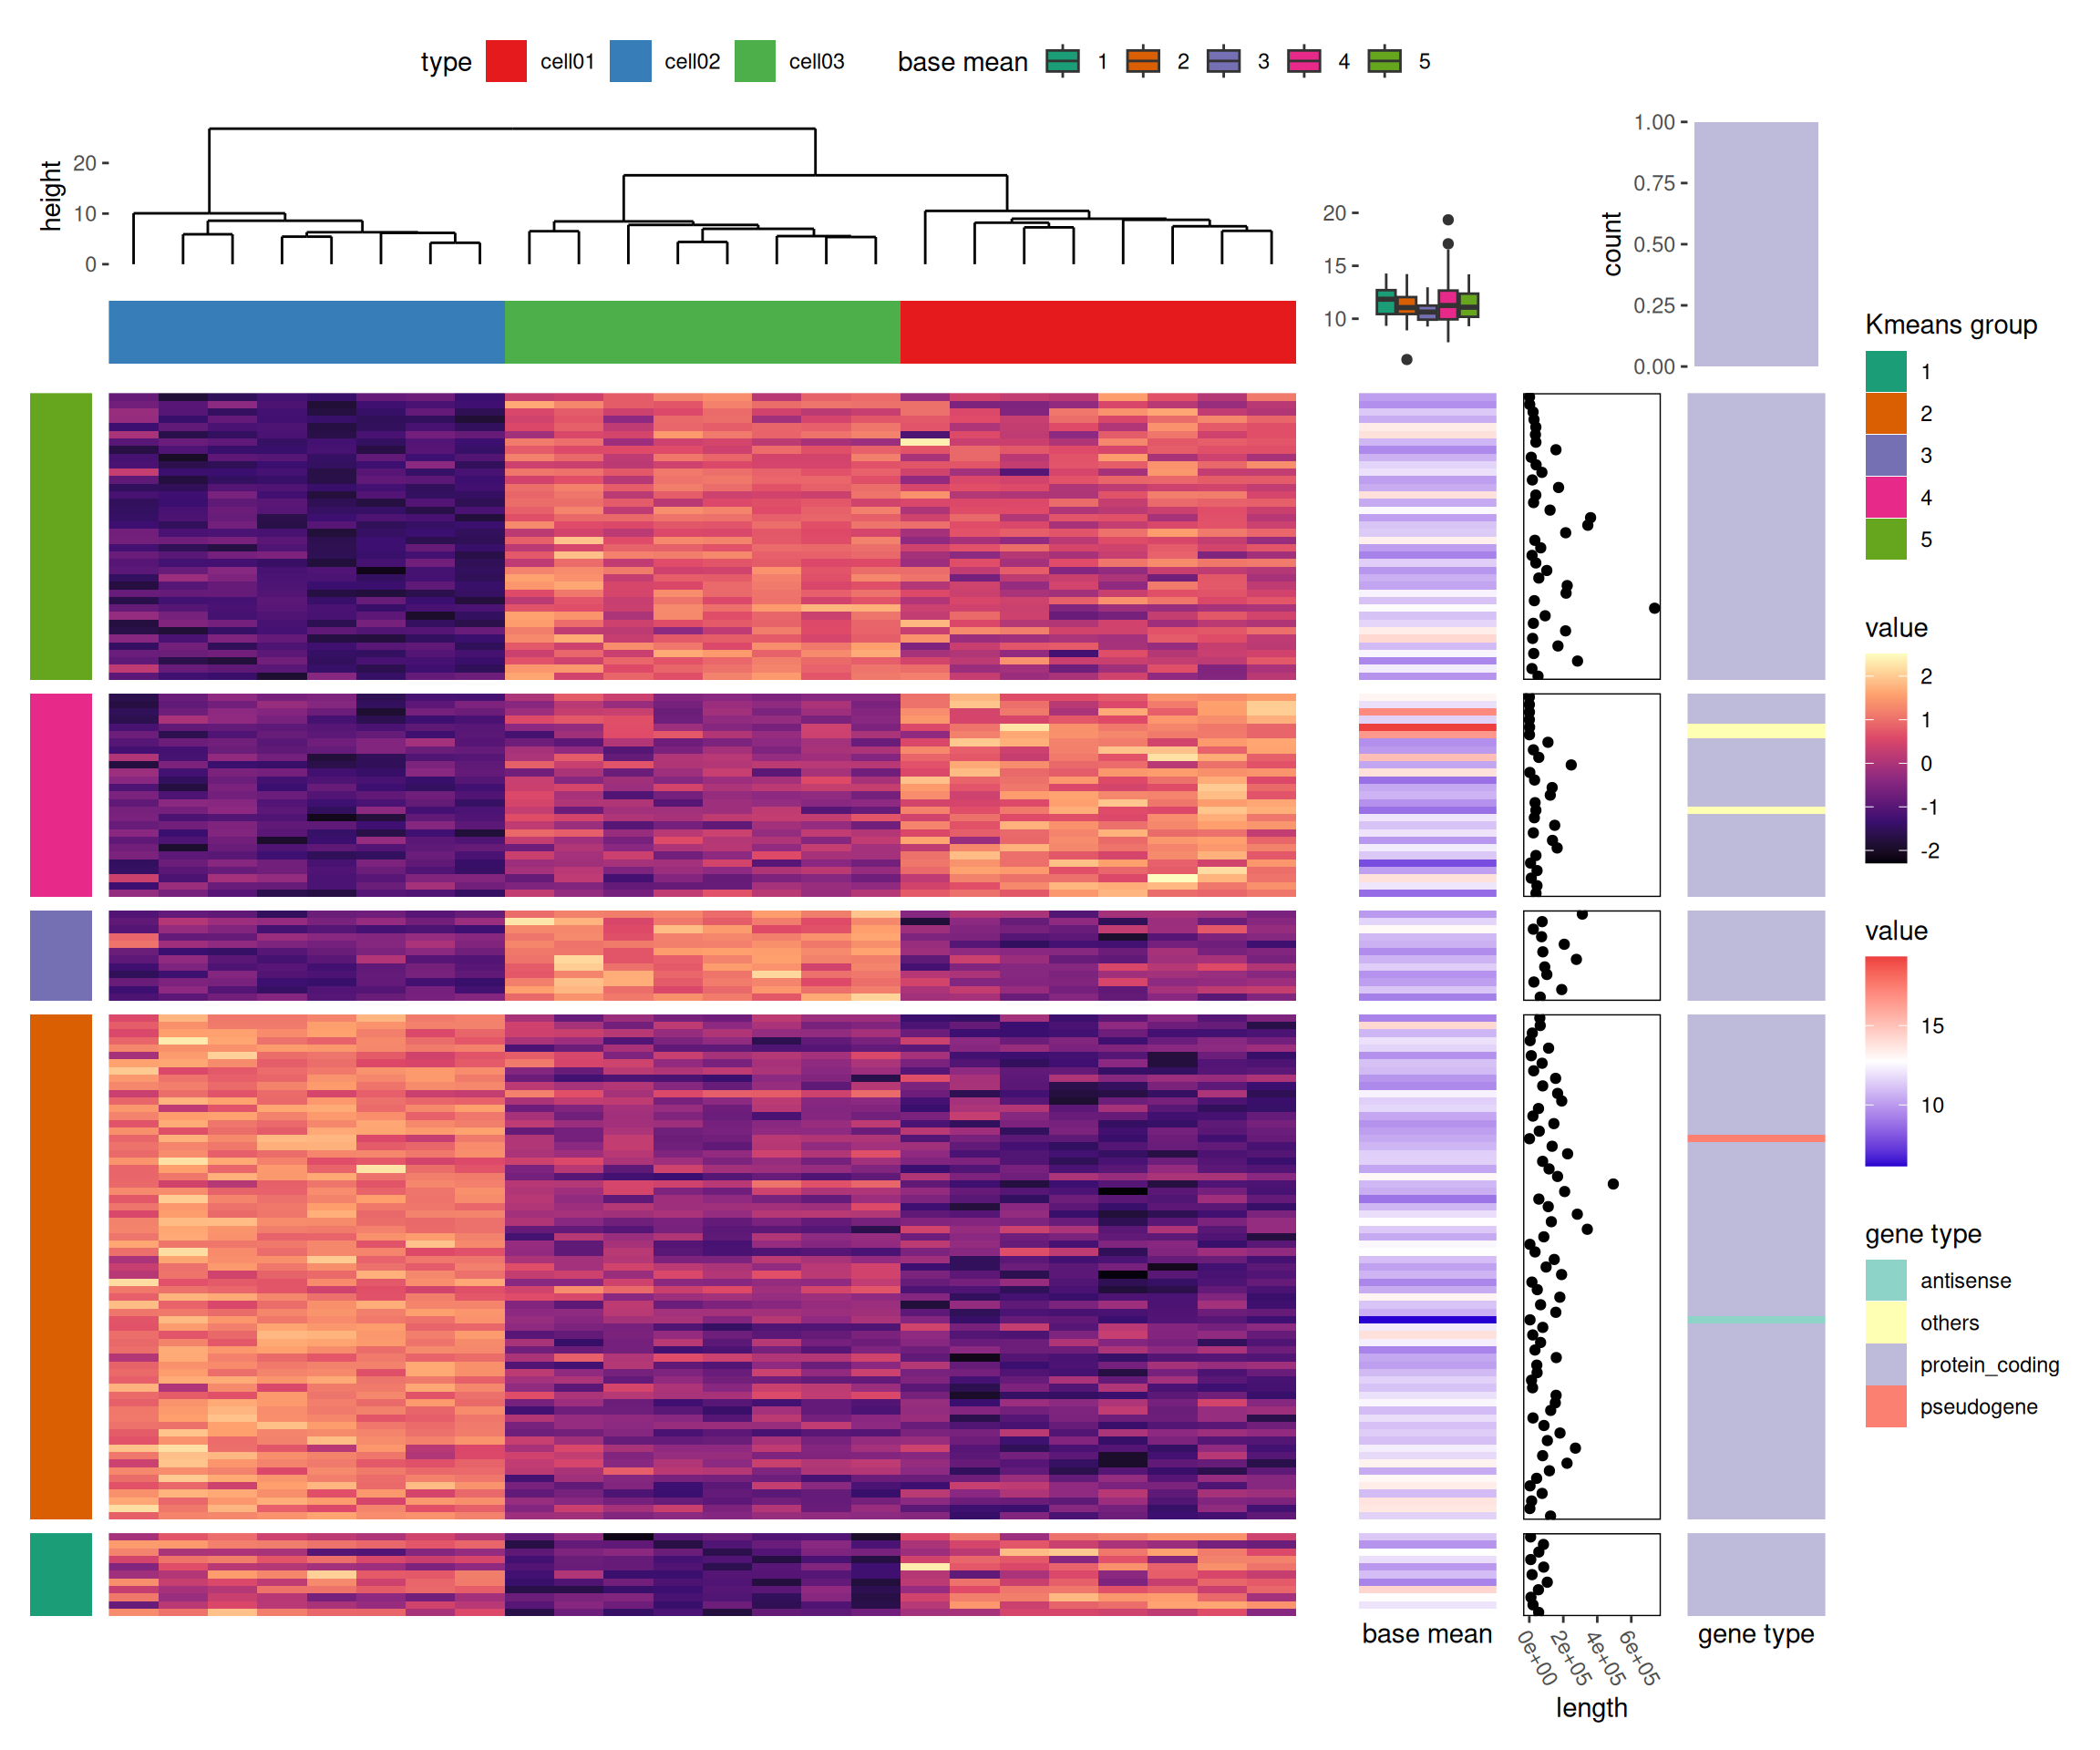 type cell01 cell02 cell03 base mean 1 2 3 4 5
height
20
10
0
20
15
10
count
1.00
0.75
0.50
0.25
0.00
Kmeans group
1
2
3
4
5
value
2
1
0
-1
-2
value
15
10
gene type
antisense
others
protein_coding
pseudogene
base mean
0e+00
2e+05
4e+05
6e+05
length
gene type